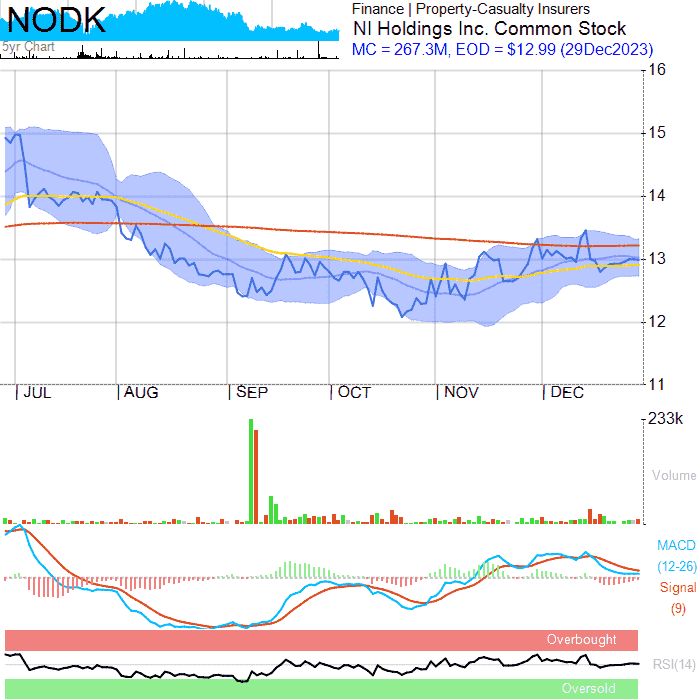 NODK
5yr Chart
Finance | Property-Casualty Insurers
NI Holdings Inc. Common Stock
MC = 267.3M, EOD = $12.99 (29Dec2023)
16
15
14
13
12
11
JUL AUG SEP OCT NOV DEC
233k
Volume
MACD
(12-26)
Signal
(9)
Overbought
RSI(14)
Oversold